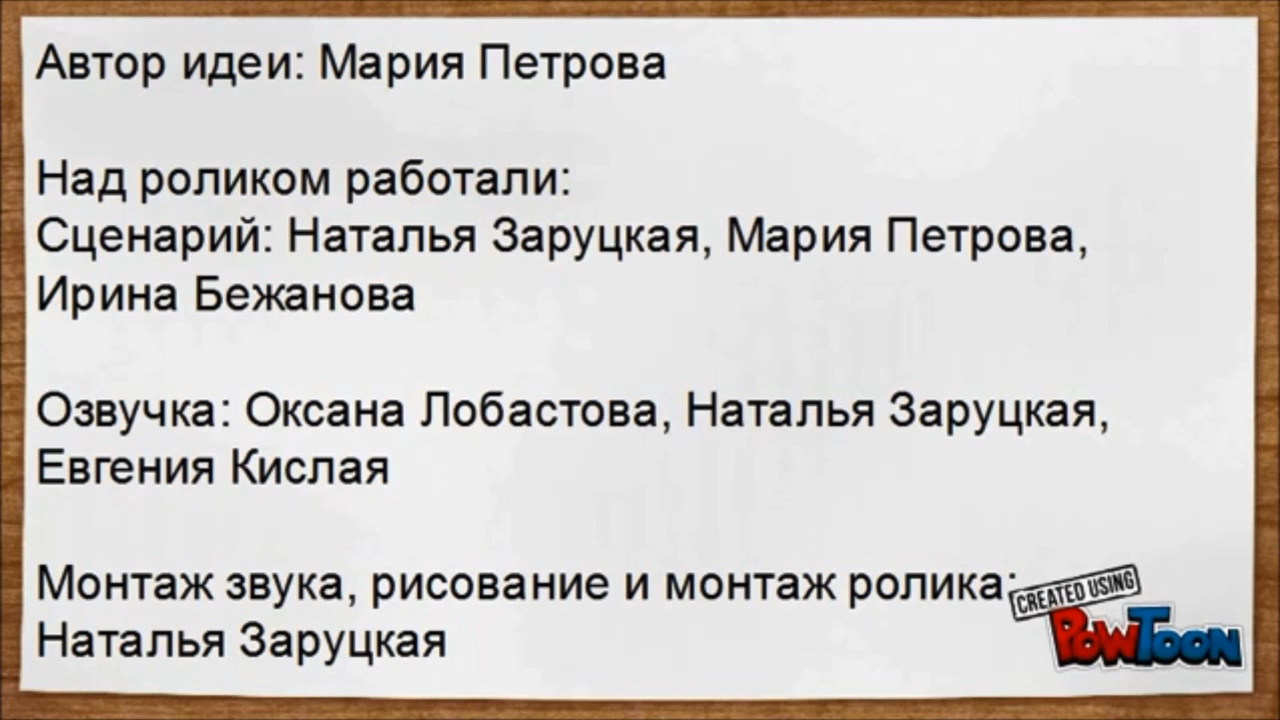 Автор идеи: Мария Петрова
Над роликом работали:
Сценарий: Наталья Заруцкая, Мария Петрова,
Ирина Бежанова
Озвучка: Оксана Лобастова, Наталья Заруцкая,
Евгения Кислая
Монтаж звука, рисование и монтаж ролика:
Наталья Заруцкая
CREATED USING
POWTOON